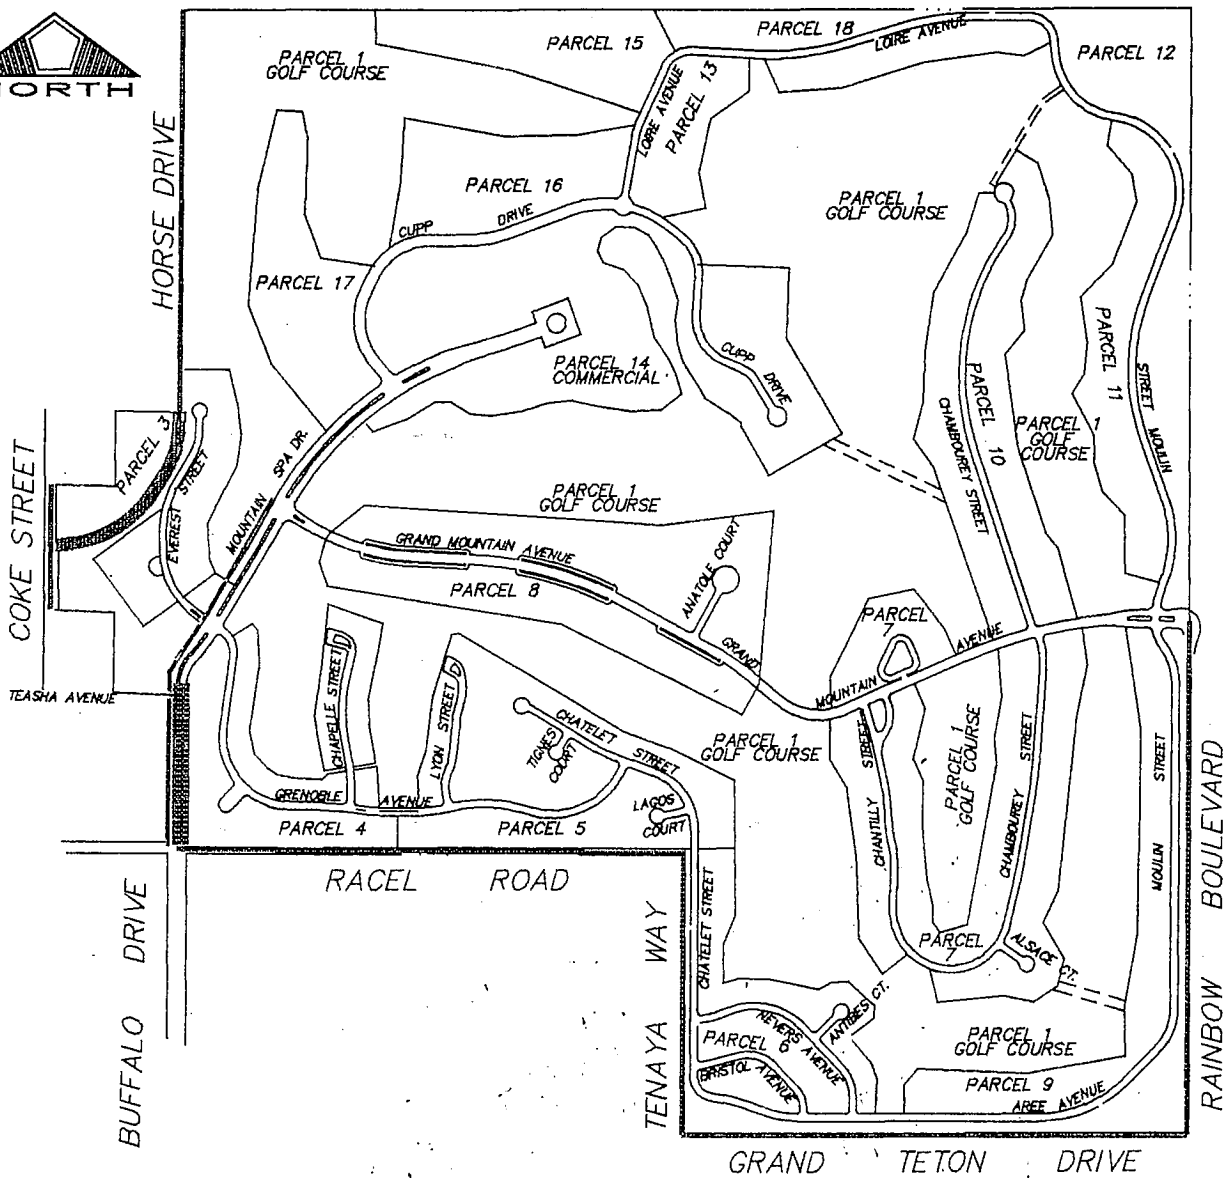 NORTH
PARCEL 1
GOLF COURSE
PARCEL 15
PARCEL 18
LOIRE AVENUE
PARCEL 12
HORSE DRIVE
LOIRE AVENUE
PARCEL 13
PARCEL 16
CUPP DRIVE
PARCEL 1
GOLF COURSE
PARCEL 17
PARCEL 14
COMMERCIAL
CUPP DRIVE
PARCEL 11
STREET MOULIN
PARCEL 10
CHAMBOUREY STREET
PARCEL 1
GOLF
COURSE
PARCEL 3
EVEREST STREET
COKE STREET
MOUNTAIN SPA DR.
PARCEL 1
GOLF COURSE
GRAND MOUNTAIN AVENUE
PARCEL 8
ANATOLE COURT
GRAND MOUNTAIN AVENUE
PARCEL
7
TEASHA AVENUE
CHAPELLE STREET
LYON STREET
TIGNES
COURT
CHATELET STREET
PARCEL 1
GOLF COURSE
CHANTILLY STREET
PARCEL 1
GOLF COURSE
CHAMBOUREY STREET
MOULIN STREET
GRENOBLE AVENUE
LAGOS
COURT
PARCEL 4
PARCEL 5
RACEL ROAD
CHATELET STREET
PARCEL
7
ALSACE CT.
BUFFALO DRIVE
TENAYA WAY
RAINBOW BOULEVARD
NEVERS AVENUE
ANTIBES CT.
PARCEL 6
BRISTOL AVENUE
PARCEL 1
GOLF COURSE
PARCEL 9
AREE AVENUE
GRAND TETON DRIVE